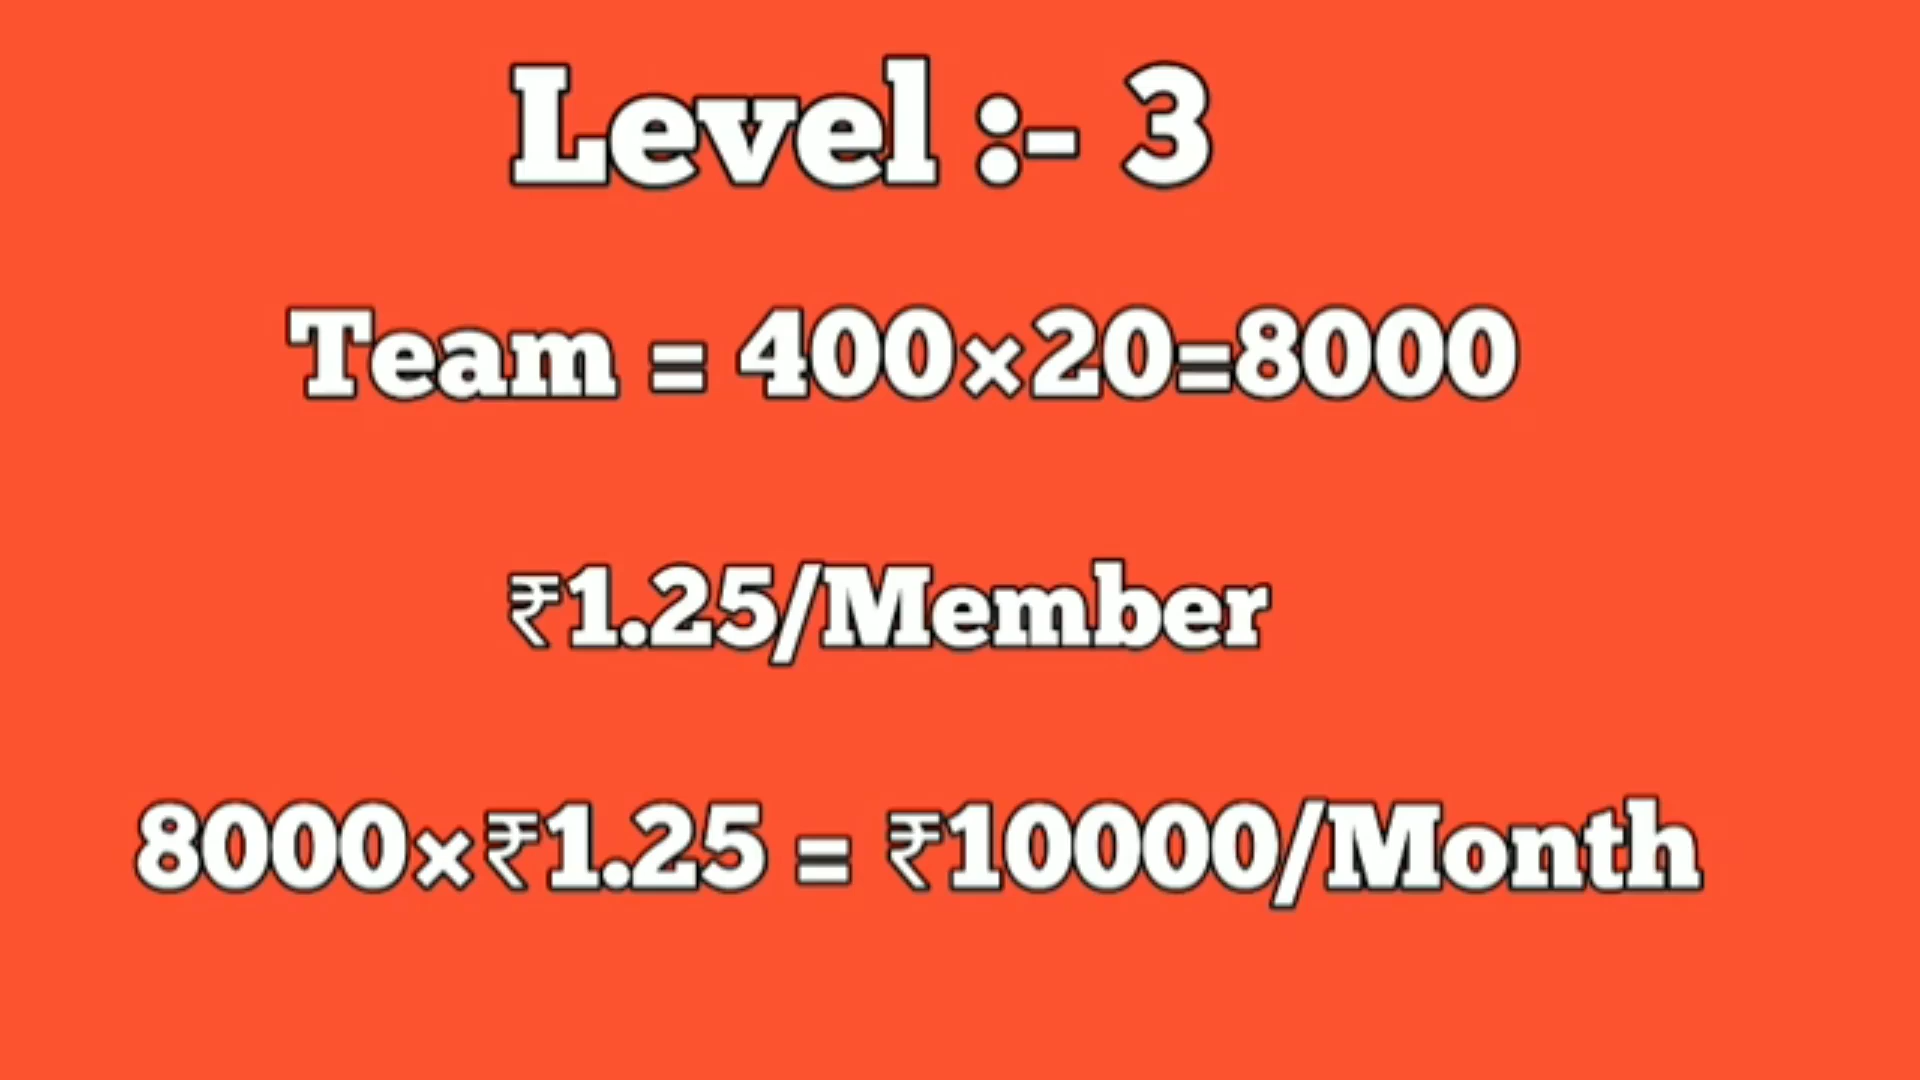 Level :- 3
Team = 400×20=8000
₹1.25/Member
8000×₹1.25 = ₹10000/Month